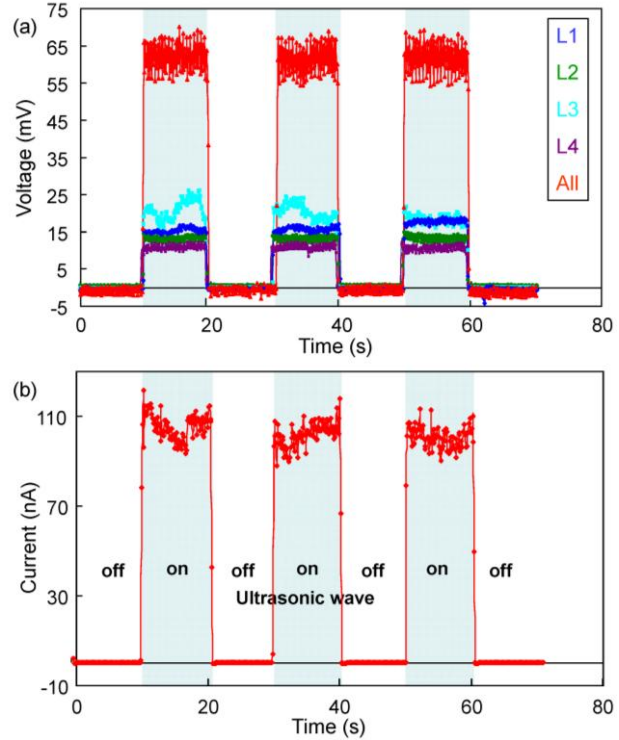 (a)
75
65
55
45
35
25
15
5
-5
Voltage (mV)
L1
L2
L3
L4
All
0
20
40
60
80
Time (s)
(b)
110
70
30
-10
Current (nA)
off on off on off on off
Ultrasonic wave
0
20
40
60
80
Time (s)